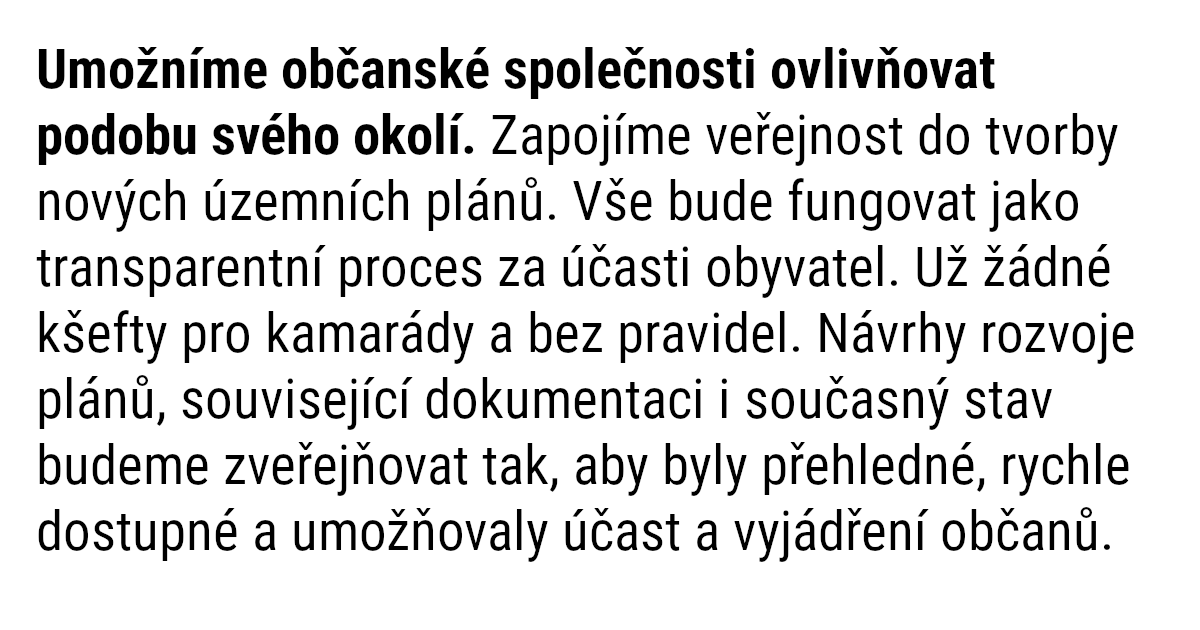 Umožníme občanské společnosti ovlivňovat
podobu svého okolí. Zapojíme veřejnost do tvorby
nových územních plánů. Vše bude fungovat jako
transparentní proces za účasti obyvatel. Už žádné
kšefty pro kamarády a bez pravidel. Návrhy rozvoje
plánů, související dokumentaci i současný stav
budeme zveřejňovat tak, aby byly přehledné, rychle
dostupné a umožňovaly účast a vyjádření občanů.